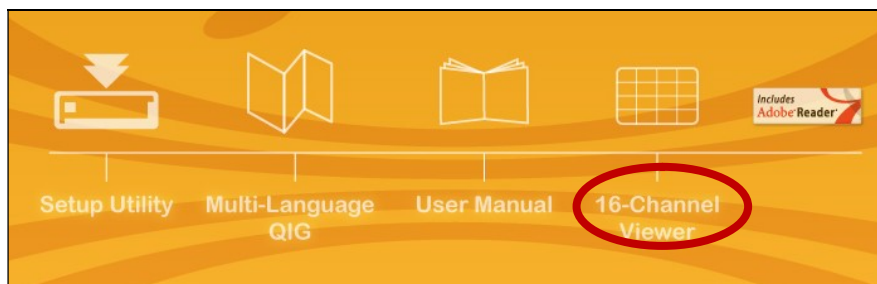 Includes
Adobe Reader
Setup Utility
Multi-Language
QIG
User Manual
16-Channel
Viewer